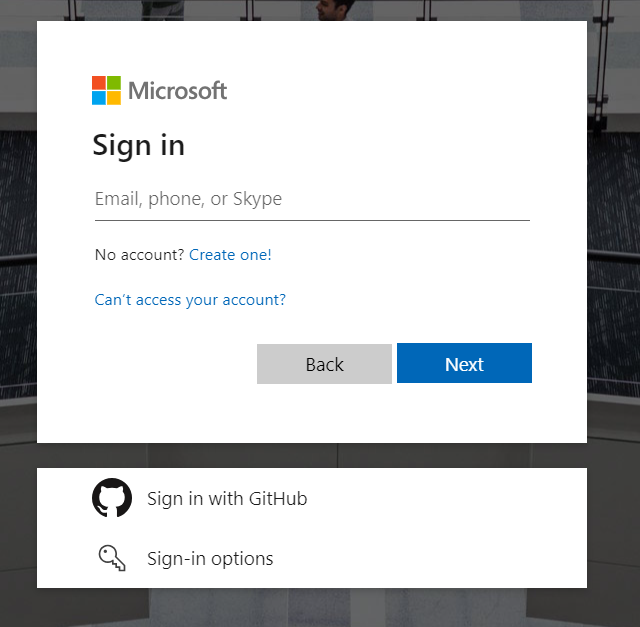 Microsoft
Sign in
Email, phone, or Skype
No account? Create one!
Can't access your account?
Back
Next
Sign in with GitHub
Sign-in options